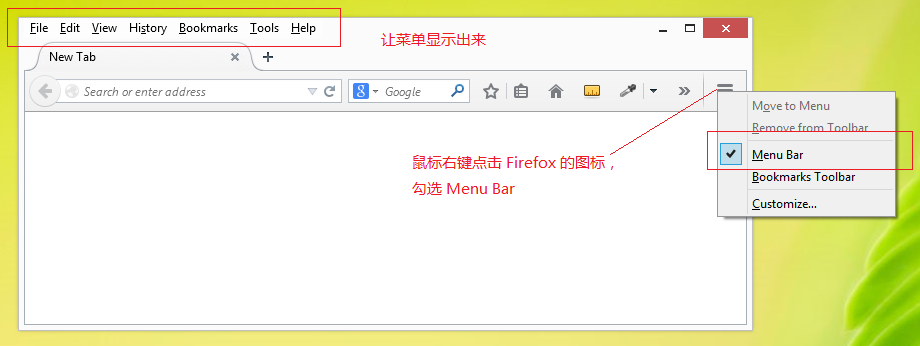 File Edit View History Bookmarks Tools Help
让菜单显示出来
New Tab
Search or enter address
8 Google
Move to Menu
Remove from Toolbar
Menu Bar
Bookmarks Toolbar
Customize...
鼠标右键点击 Firefox 的图标，
勾选 Menu Bar